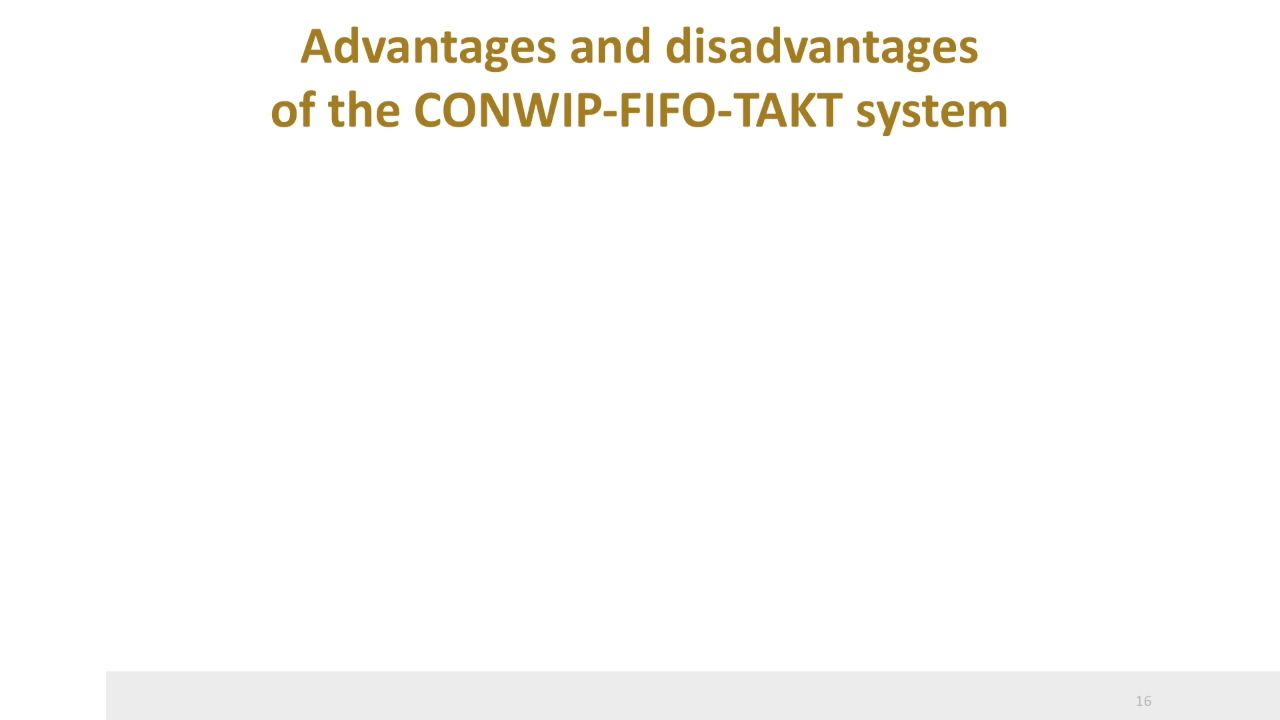 Advantages and disadvantages
of the CONWIP-FIFO-TAKT system
16